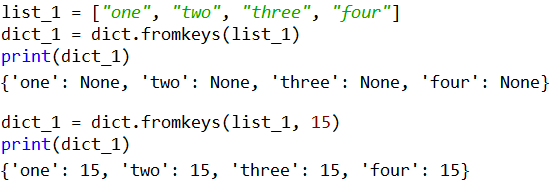 list_1 = ["one", "two", "three", "four"]
dict_1 = dict.fromkeys(list_1)
print(dict_1)
{'one': None, 'two': None, 'three': None, 'four': None}
dict_1 = dict.fromkeys(list_1, 15)
print(dict_1)
{'one': 15, 'two': 15, 'three': 15, 'four': 15}